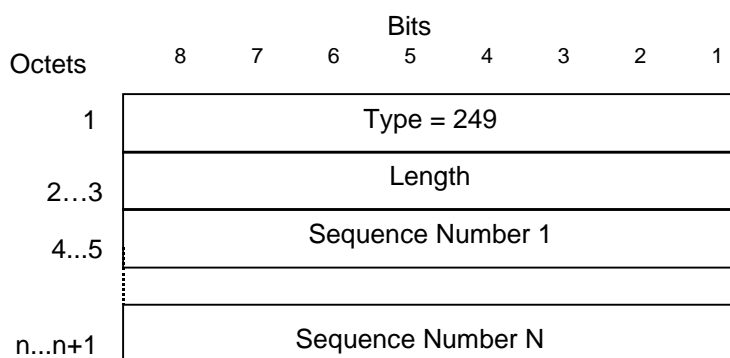 Bits
Octets 8 7 6 5 4 3 2 1
1 Type = 249
2…3 Length
4...5 Sequence Number 1
n...n+1 Sequence Number N